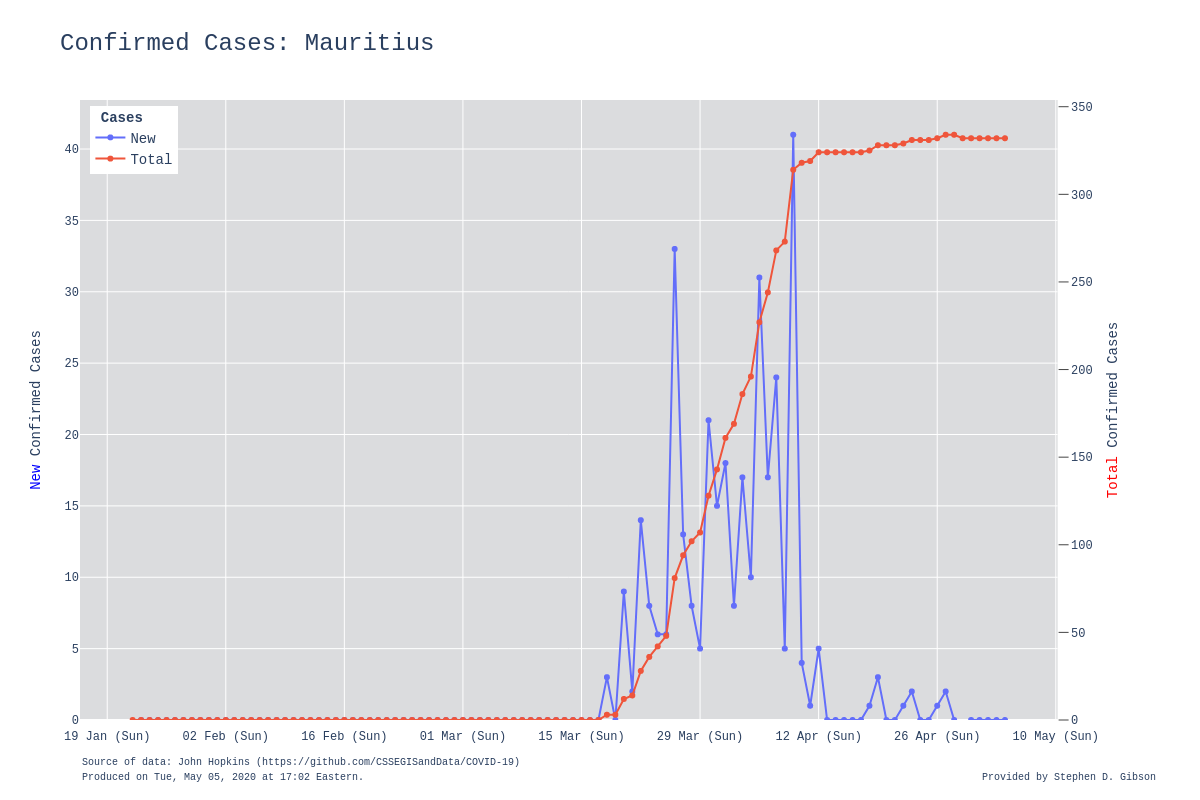 Confirmed Cases: Mauritius
Cases
New
Total
40
35
30
25
20
15
10
5
0
350
300
250
200
150
100
50
0
New Confirmed Cases
Total Confirmed Cases
19 Jan (Sun)
02 Feb (Sun)
16 Feb (Sun)
01 Mar (Sun)
15 Mar (Sun)
29 Mar (Sun)
12 Apr (Sun)
26 Apr (Sun)
10 May (Sun)
Source of data: John Hopkins (https://github.com/CSSEGISandData/COVID-19)
Produced on Tue, May 05, 2020 at 17:02 Eastern.
Provided by Stephen D. Gibson